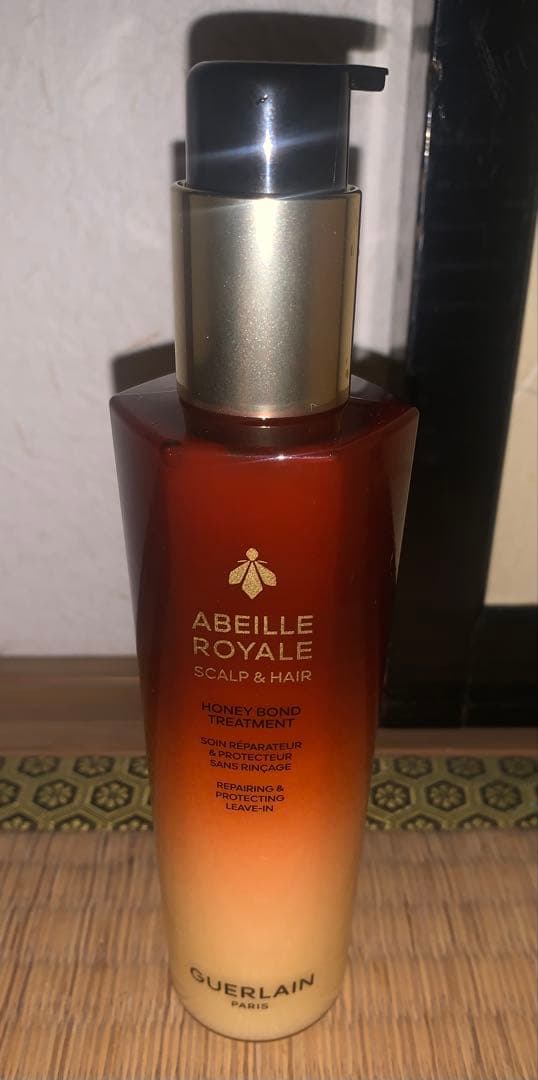 ABEILLE
ROYALE
SCALP & HAIR
HONEY BOND
TREATMENT
SOIN RÉPARATEUR
& PROTECTEUR
SANS RINÇAGE
REPAIRING &
PROTECTING
LEAVE-IN
GUERLAIN
PARIS